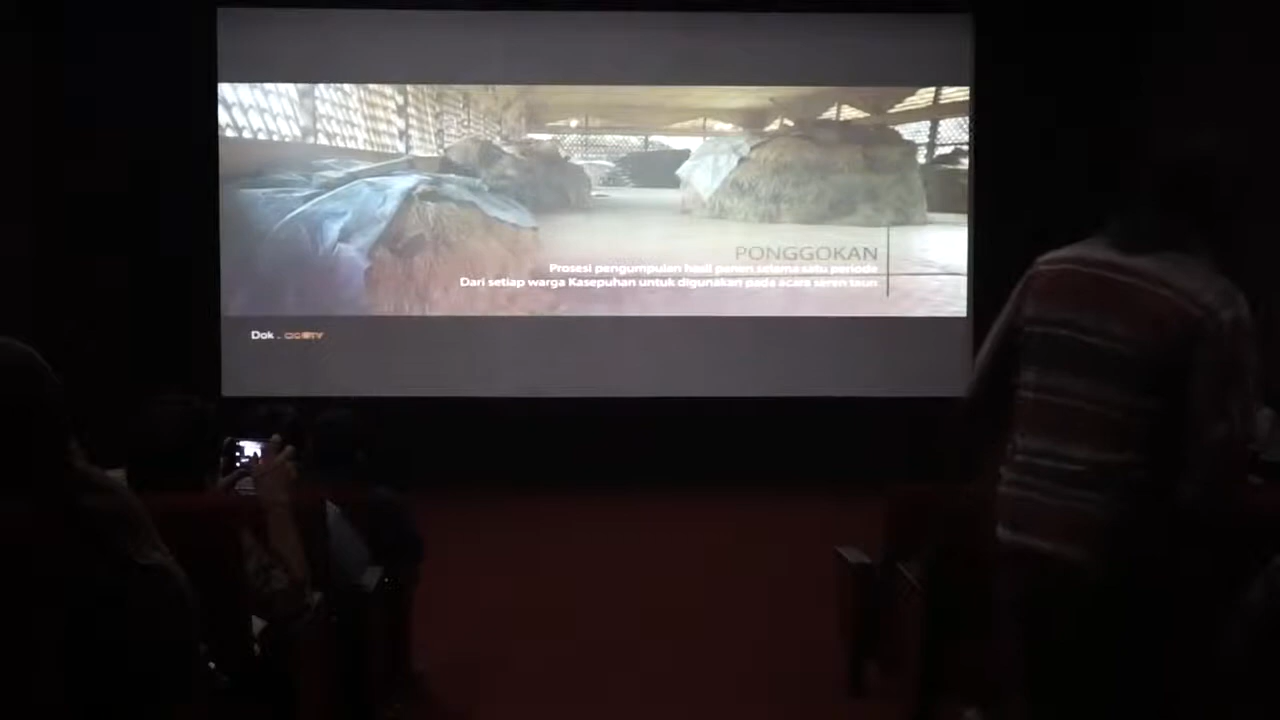 PONGGOKAN
Prosesi pengumpulan hasil panen selama satu periode
Dari setiap warga Kasepuhan untuk digunakan pada acara seren taun
Dok .